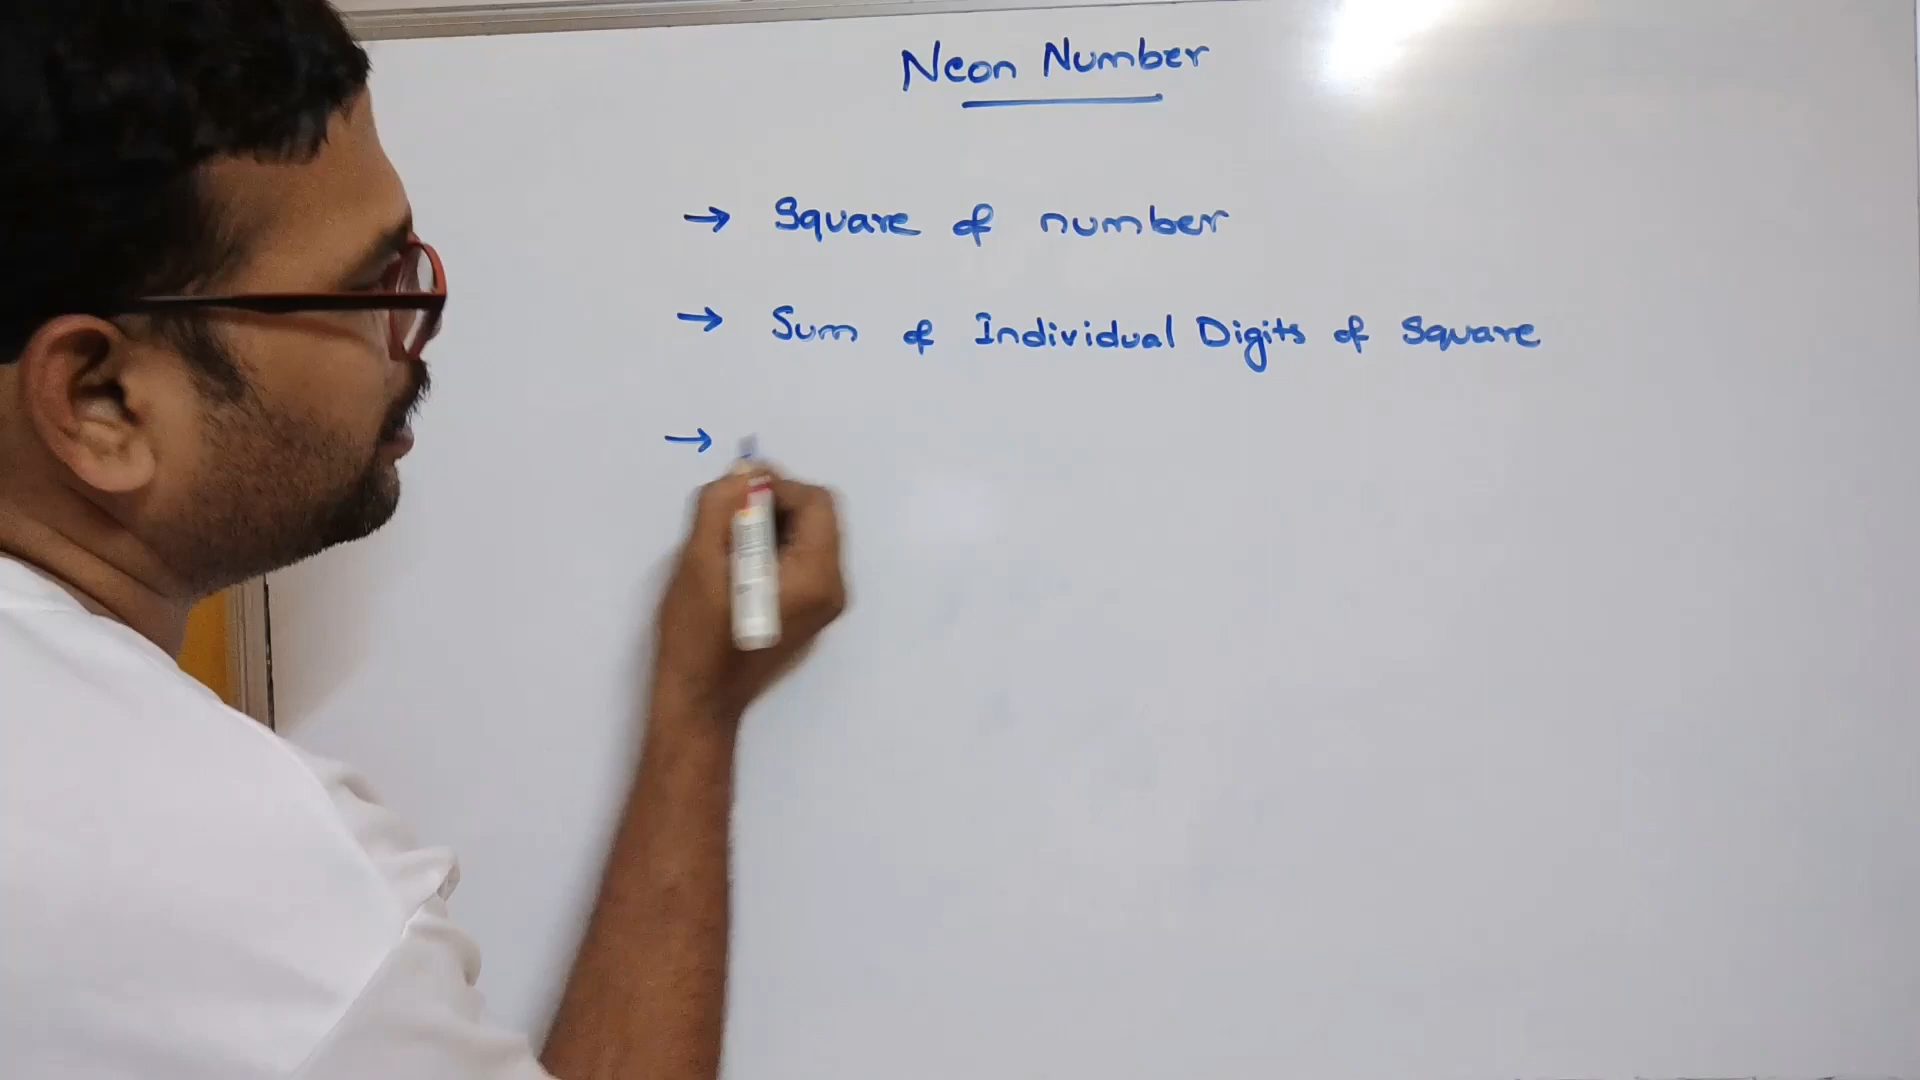 Neon Number
→ Square of number
→ Sum of Individual Digits of Square
→